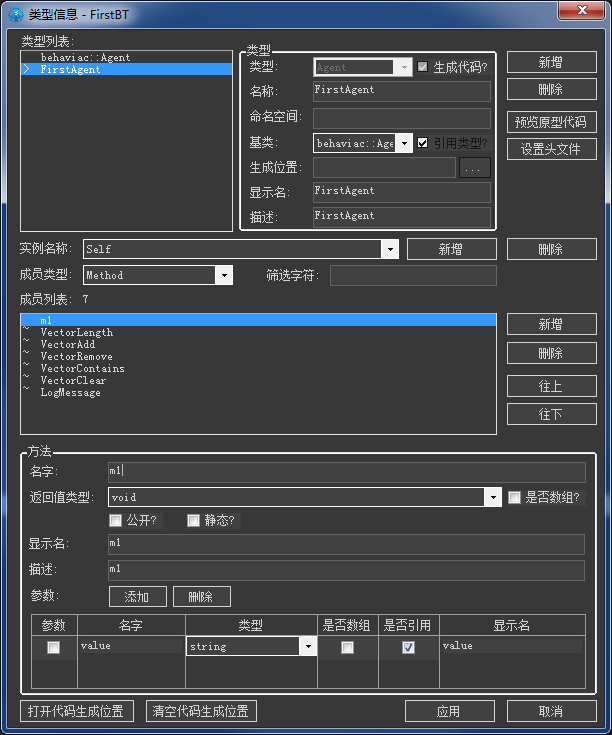 类型信息 - FirstBT
类型列表:
behaviac::Agent
> FirstAgent
类型
类型: Agent 生成代码?
名称: FirstAgent
命名空间:
基类: behaviac::Age 引用类型?
生成位置: ...
显示名: FirstAgent
描述: FirstAgent
新增
删除
预览原型代码
设置头文件
实例名称: Self 新增 删除
成员类型: Method 筛选字符:
成员列表: 7
m1
~ VectorLength
~ VectorAdd
~ VectorRemove
~ VectorContains
~ VectorClear
~ LogMessage
新增
删除
往上
往下
方法
名字: m1
返回值类型: void 是否数组?
公开? 静态?
显示名: m1
描述: m1
参数: 添加 删除
参数 名字 类型 是否数组 是否引用 显示名
value string value
打开代码生成位置 清空代码生成位置 应用 取消